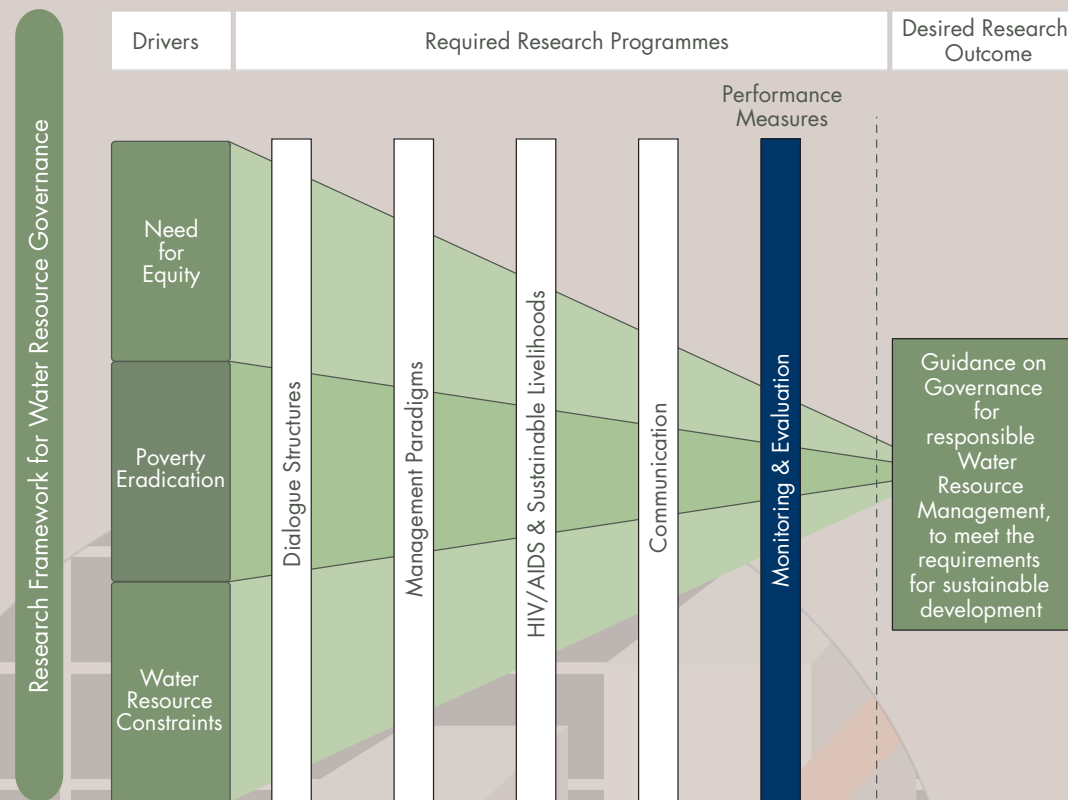 Research Framework for Water Resource Governance
Drivers
Required Research Programmes
Desired Research
Outcome
Performance
Measures
Need
for
Equity
Poverty
Eradication
Water
Resource
Constraints
Dialogue Structures
Management Paradigms
HIV/AIDS & Sustainable Livelihoods
Communication
Monitoring & Evaluation
Guidance on
Governance
for
responsible
Water
Resource
Management,
to meet the
requirements
for sustainable
development